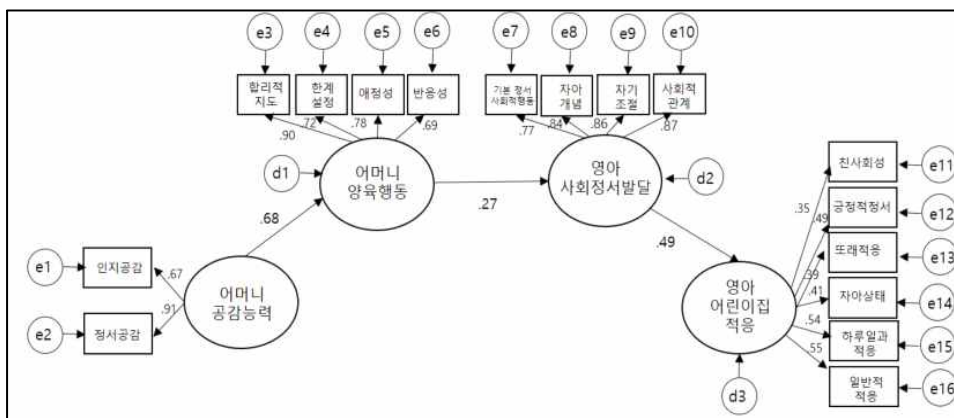 e3
e4
e5
e6
e7
e8
e9
e10
합리적
지도
한계
설정
애정성
반응성
기본 정서
사회적행동
자아
개념
자기
조절
사회적
관계
.90
.72
.78
.69
.77
.84
.86
.87
d1
어머니
양육행동
.27
영아
사회정서발달
d2
.68
.49
e1
인지공감
.67
e2
정서공감
.91
어머니
공감능력
영아
어린이집
적응
d3
.35
친사회성
e11
.49
긍정적정서
e12
.39
또래적응
e13
.41
자아상태
e14
.54
하루일과
적응
e15
.55
일반적
적응
e16